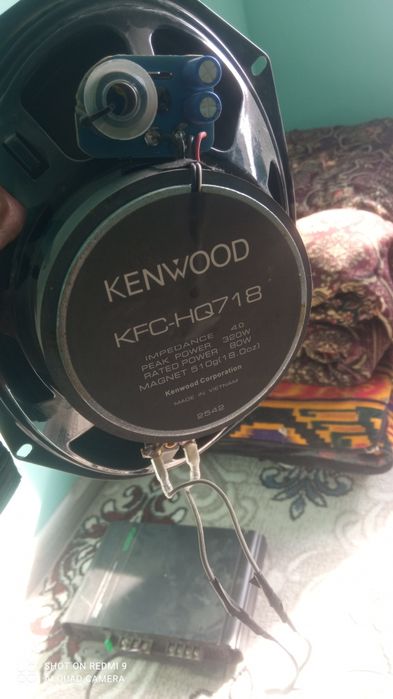 KENWOOD
KFC-HQ718
IMPEDANCE 4Ω
PEAK POWER 320W
RATED POWER 80W
MAGNET 510g(18.0oz)
Kenwood Corporation
MADE IN VIETNAM
2542
SHOT ON REDMI 9
AI QUAD CAMERA